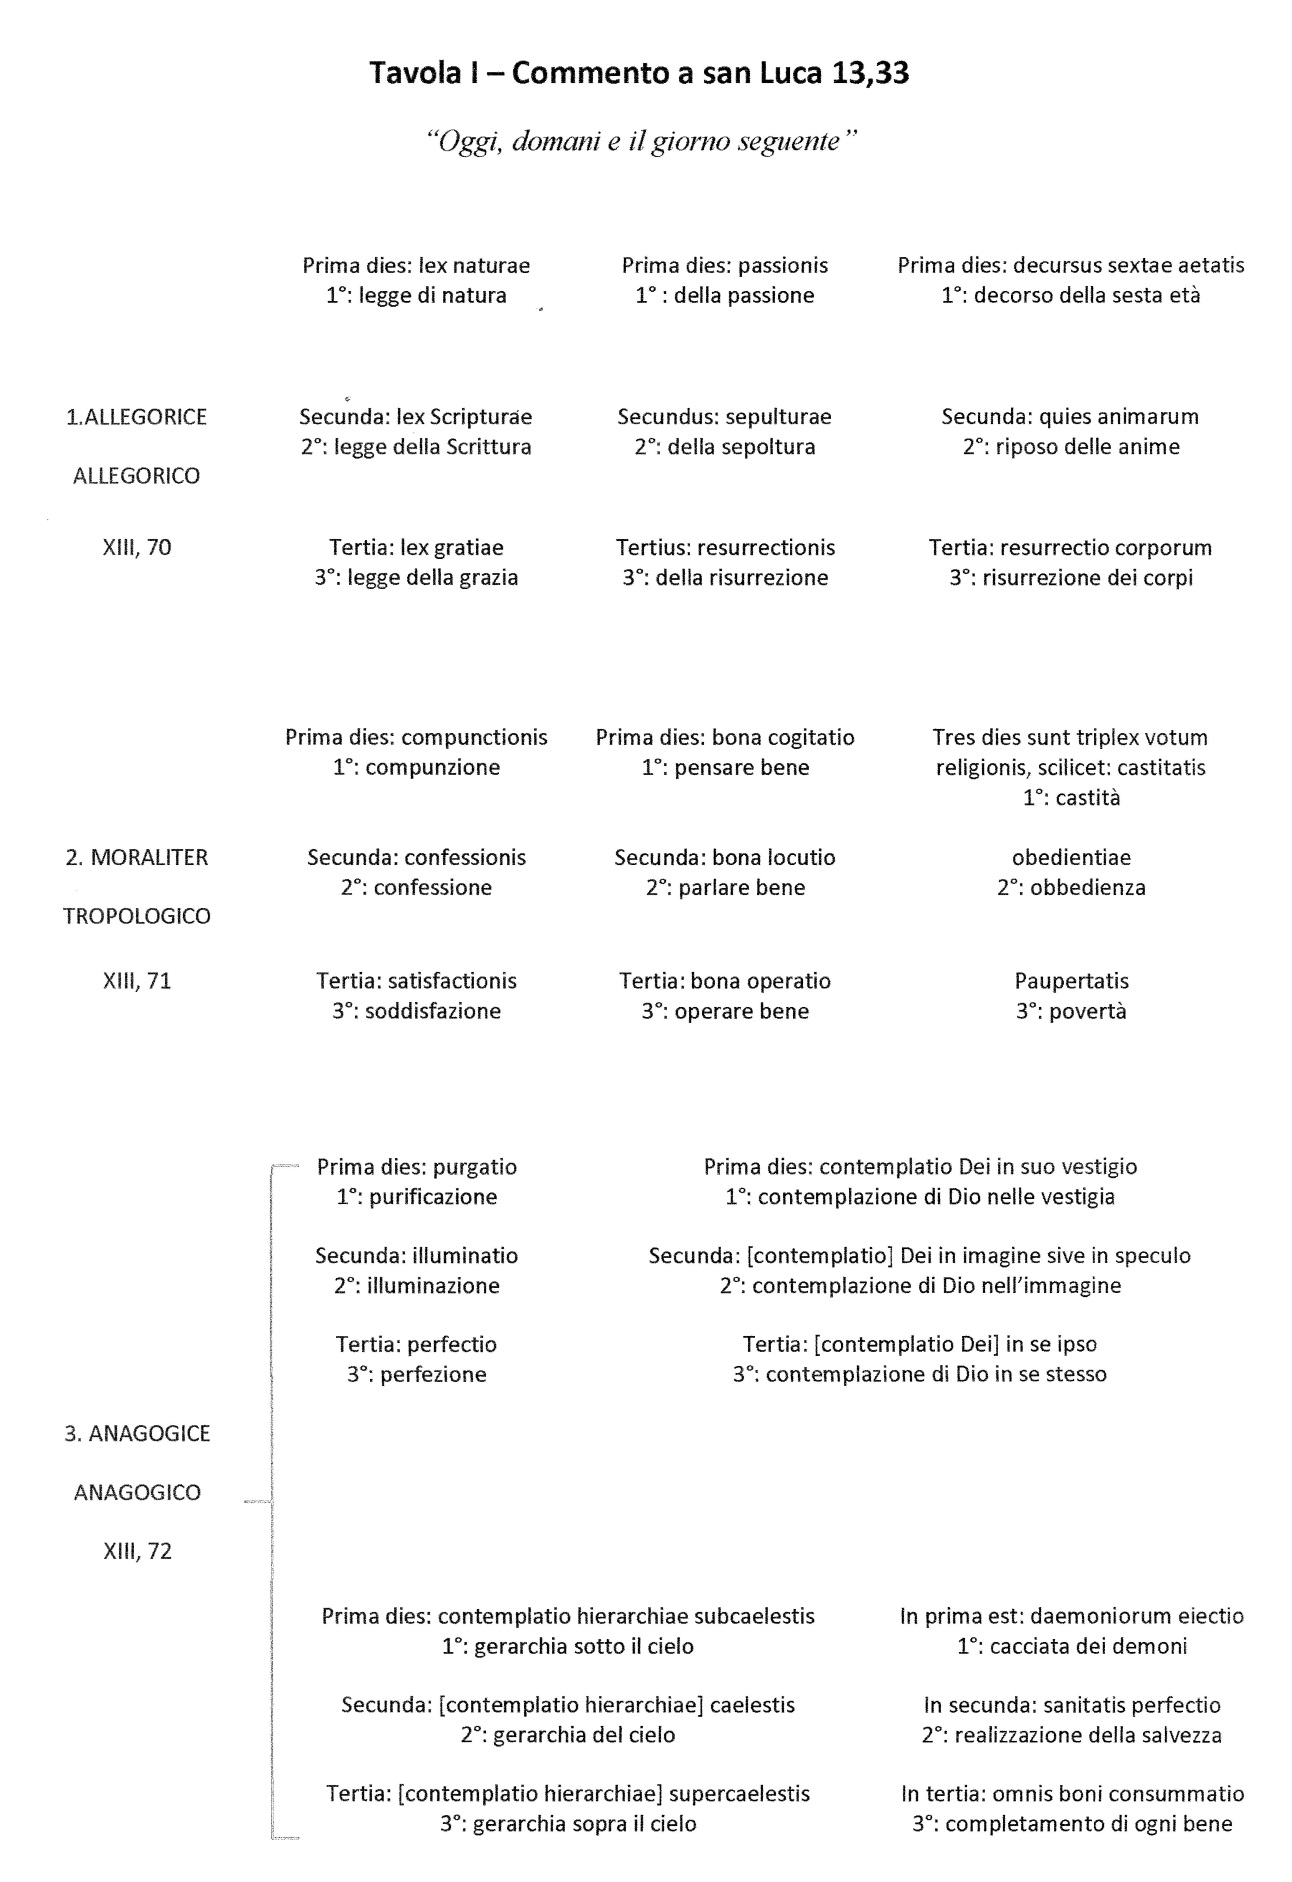 Tavola I – Commento a san Luca 13,33
“Oggi, domani e il giorno seguente”
Prima dies: lex naturae
1°: legge di natura
Prima dies: passionis
1° : della passione
Prima dies: decursus sextae aetatis
1°: decorso della sesta età
1.ALLEGORICE
ALLEGORICO
XIII, 70
Secunda: lex Scripturae
2°: legge della Scrittura
Secundus: sepulturae
2°: della sepoltura
Secunda: quies animarum
2°: riposo delle anime
Tertia: lex gratiae
3°: legge della grazia
Tertius: resurrectionis
3°: della risurrezione
Tertia: resurrectio corporum
3°: risurrezione dei corpi
Prima dies: compunctionis
1°: compunzione
Prima dies: bona cogitatio
1°: pensare bene
Tres dies sunt triplex votum
religionis, scilicet: castitatis
1°: castità
2. MORALITER
TROPOLOGICO
XIII, 71
Secunda: confessionis
2°: confessione
Secunda: bona locutio
2°: parlare bene
obedientiae
2°: obbedienza
Tertia: satisfactionis
3°: soddisfazione
Tertia: bona operatio
3°: operare bene
Paupertatis
3°: povertà
Prima dies: purgatio
1°: purificazione
Prima dies: contemplatio Dei in suo vestigio
1°: contemplazione di Dio nelle vestigia
Secunda: illuminatio
2°: illuminazione
Secunda: [contemplatio] Dei in imagine sive in speculo
2°: contemplazione di Dio nell'immagine
Tertia: perfectio
3°: perfezione
Tertia: [contemplatio Dei] in se ipso
3°: contemplazione di Dio in se stesso
3. ANAGOGICE
ANAGOGICO
XIII, 72
Prima dies: contemplatio hierarchiae subcaelestis
1°: gerarchia sotto il cielo
In prima est: daemoniorum eiectio
1°: cacciata dei demoni
Secunda: [contemplatio hierarchiae] caelestis
2°: gerarchia del cielo
In secunda: sanitatis perfectio
2°: realizzazione della salvezza
Tertia: [contemplatio hierarchiae] supercaelestis
3°: gerarchia sopra il cielo
In tertia: omnis boni consummatio
3°: completamento di ogni bene